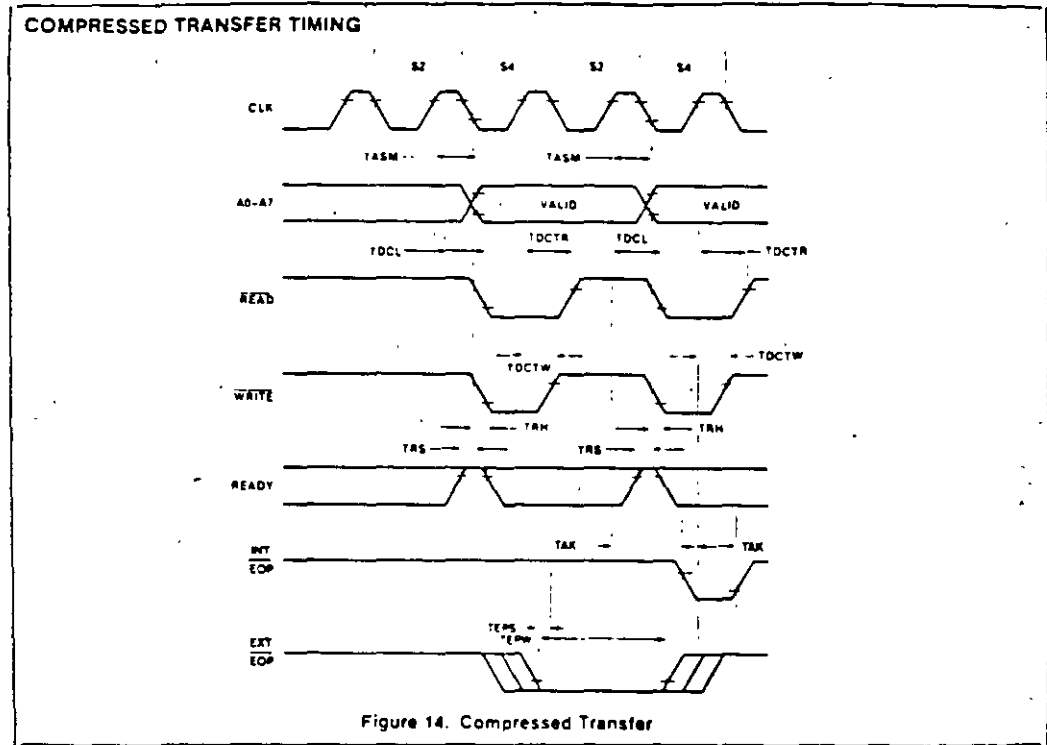 COMPRESSED TRANSFER TIMING
S2 S4 S2 S4
CLK
TASM TASM
A0-A7 VALID VALID
TDCL TDCTR TDCL TDCTR
READ
TDCTW TDCTW
WRITE
TRH TRH
TRS TRS
READY
TAK TAK
INT
EOP
TEPS
TEPW
EXT
EOP
Figure 14. Compressed Transfer